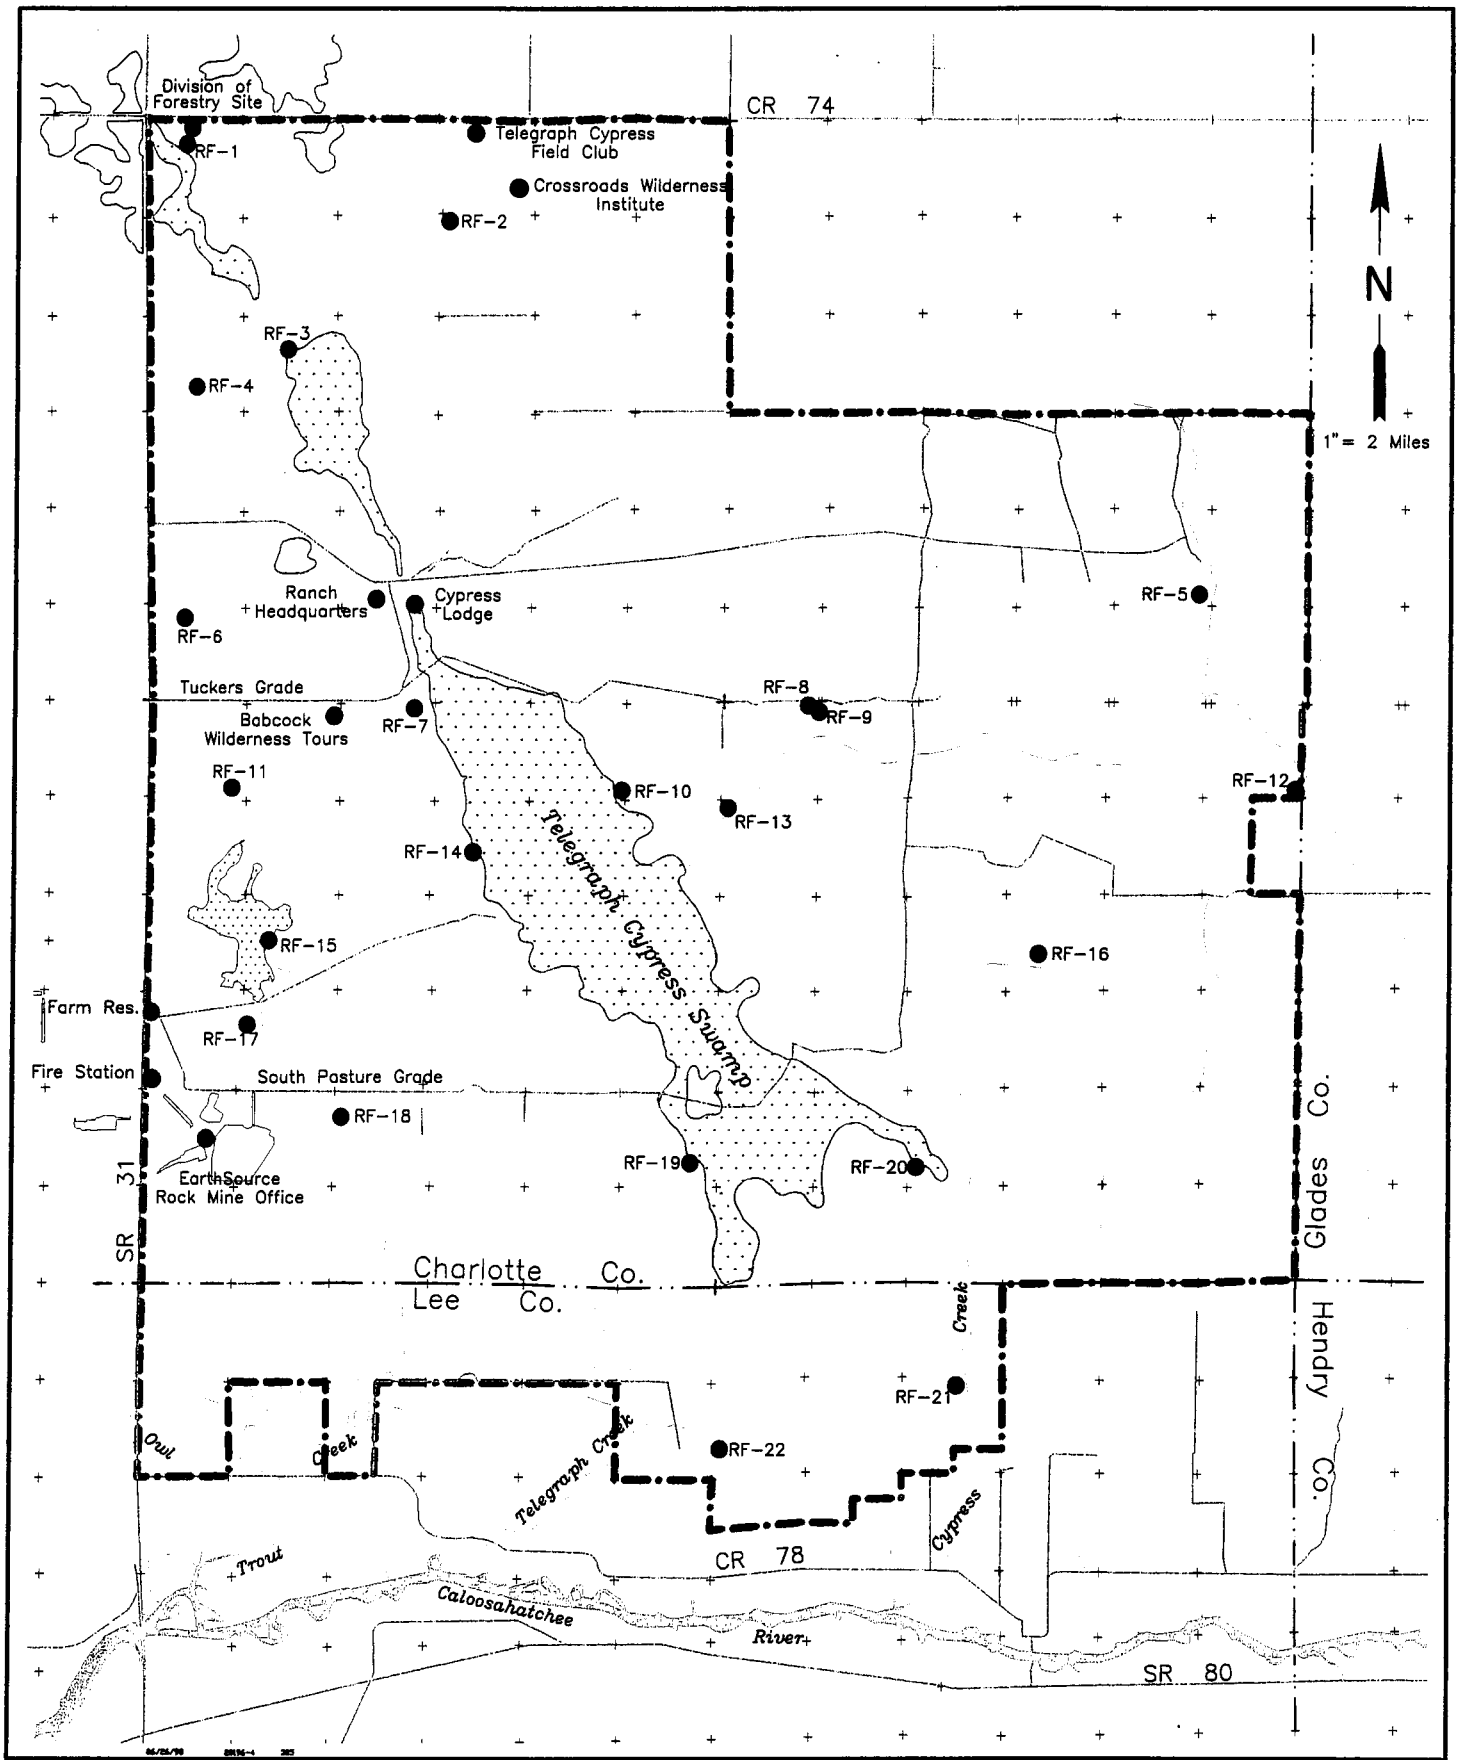 Division of
Forestry Site
CR 74
RF-1
Telegraph Cypress
Field Club
Crossroads Wilderness
Institute
RF-2
N
RF-3
RF-4
1"= 2 Miles
Ranch
Headquarters
Cypress
Lodge
RF-5
RF-6
Tuckers Grade
RF-8
Babcock
Wilderness Tours
RF-7
RF-9
RF-11
RF-12
RF-10
RF-13
RF-14
Telegraph Cypress Swamp
RF-15
RF-16
Farm Res.
RF-17
Fire Station
South Pasture Grade
RF-18
Glades Co.
RF-19
RF-20
SR 31
EarthSource
Rock Mine Office
Charlotte Co.
Lee Co.
Creek
Hendry Co.
RF-21
Owl
Creek
Telegraph Creek
RF-22
Cypress
CR 78
Trout
Caloosahatchee
River
SR 80